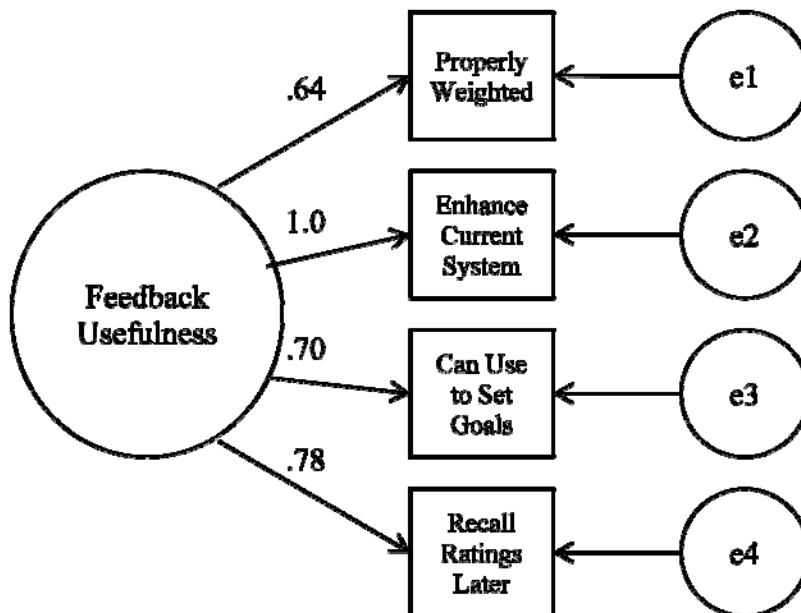 Properly
Weighted
e1
.64
Enhance
Current
System
e2
1.0
Feedback
Usefulness
.70
Can Use
to Set
Goals
e3
.78
Recall
Ratings
Later
e4